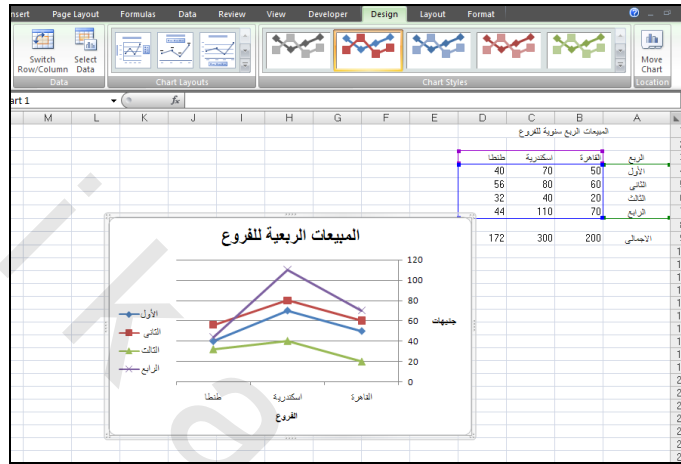 nsert Page Layout Formulas Data Review View Developer Design Layout Format
Switch Row/Column Select Data Move Chart
Data Chart Layouts Chart Styles Location
art 1 fx
M L K J I H G F E D C B A
المبيعات الربع سنوية للفروع
الربع القاهرة اسكندرية طنطا
الأول 50 70 40
الثانى 60 80 56
الثالث 20 40 32
الرابع 70 110 44
الاجمالى 200 300 172
المبيعات الربعية للفروع
120
100
80
60
40
20
0
جنيهات
الأول
الثانى
الثالث
الرابع
القاهرة اسكندرية طنطا
الفروع